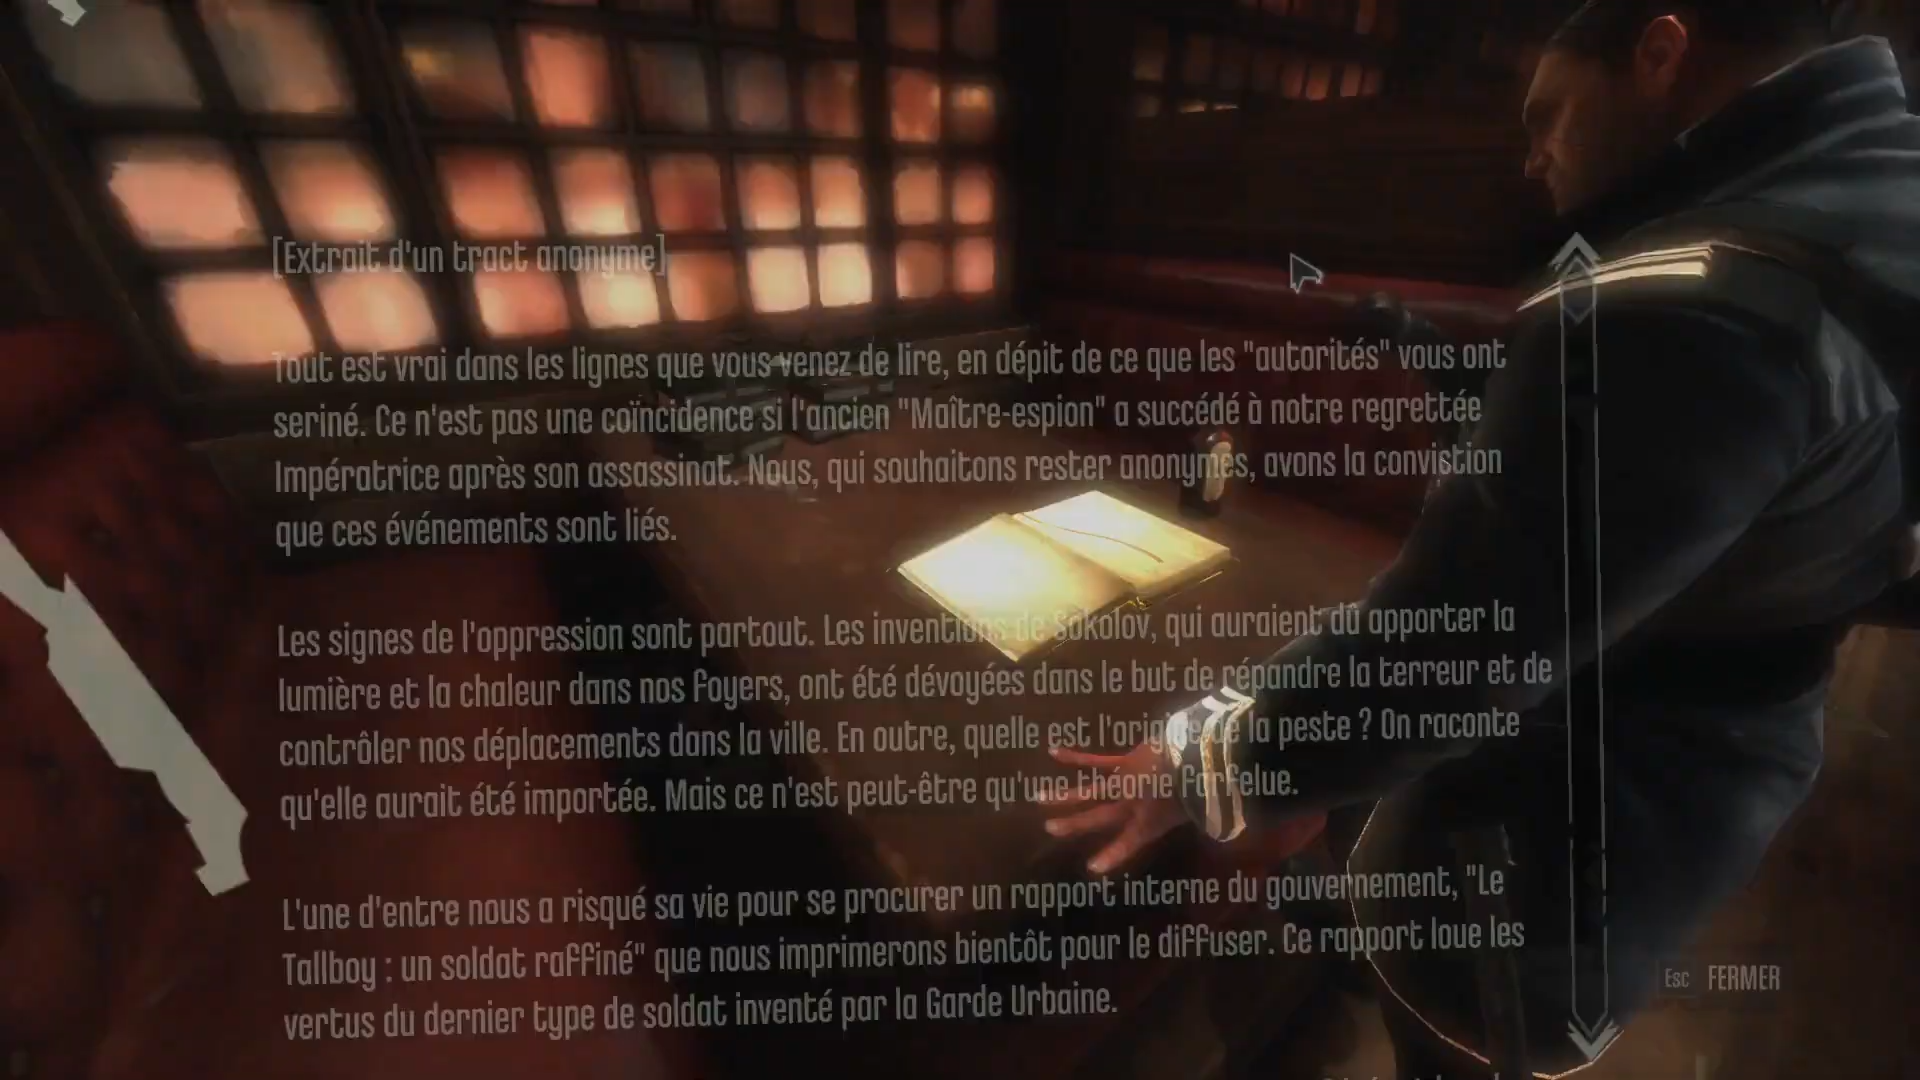 [Extrait d'un tract anonyme]
Tout est vrai dans les lignes que vous venez de lire, en dépit de ce que les "autorités" vous ont
seriné. Ce n'est pas une coïncidence si l'ancien "Maître-espion" a succédé à notre regrettée
Impératrice après son assassinat. Nous, qui souhaitons rester anonymes, avons la convistion
que ces événements sont liés.
Les signes de l'oppression sont partout. Les inventions de Sokolov, qui auraient dû apporter la
lumière et la chaleur dans nos foyers, ont été dévoyées dans le but de répandre la terreur et de
contrôler nos déplacements dans la ville. En outre, quelle est l'origine de la peste ? On raconte
qu'elle aurait été importée. Mais ce n'est peut-être qu'une théorie farfelue.
L'une d'entre nous a risqué sa vie pour se procurer un rapport interne du gouvernement, "Le
Tallboy : un soldat raffiné" que nous imprimerons bientôt pour le diffuser. Ce rapport loue les
vertus du dernier type de soldat inventé par la Garde Urbaine.
Esc FERMER